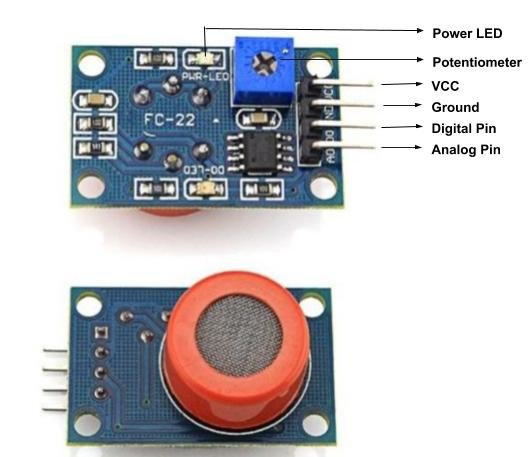 Power LED
PWR-LED
Potentiometer
VCC
Ground
FC-22
Digital Pin
Analog Pin
DO-LED